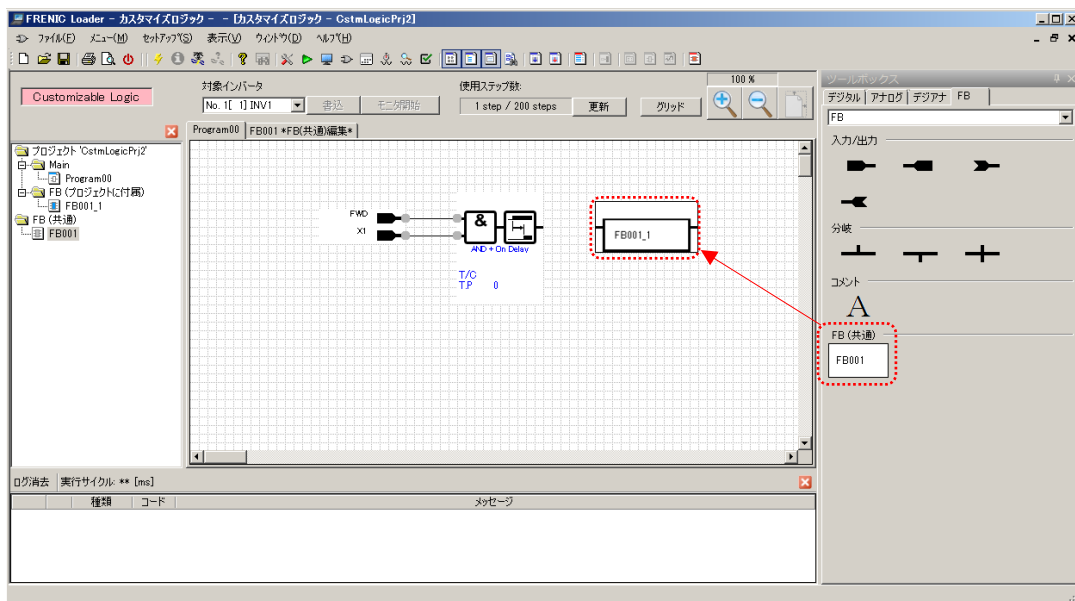 FRENIC Loader - カスタマイズロジック - - [カスタマイズロジック - CstmLogicPrj2]
ファイル(F) メニュー(M) セットアップ(S) 表示(V) ウィンドウ(D) ヘルプ(H)
Customizable Logic
対象インバータ
No. 1[ 1] INV1
書込
モニタ開始
使用ステップ数:
1 step / 200 steps
更新
グリッド
100 %
プロジェクト 'CstmLogicPrj2'
Main
Program00
FB (プロジェクトに付属)
FB001_1
FB (共通)
FB001
Program00
FB001 *FB(共通)編集*
FWD
X1
&
AND + On Delay
T/C
T.P 0
FB001_1
ツールボックス
デジタル アナログ デジアナ FB
FB
入力/出力
分岐
コメント
A
FB (共通)
FB001
ログ消去 実行サイクル: ** [ms]
種類 コード メッセージ